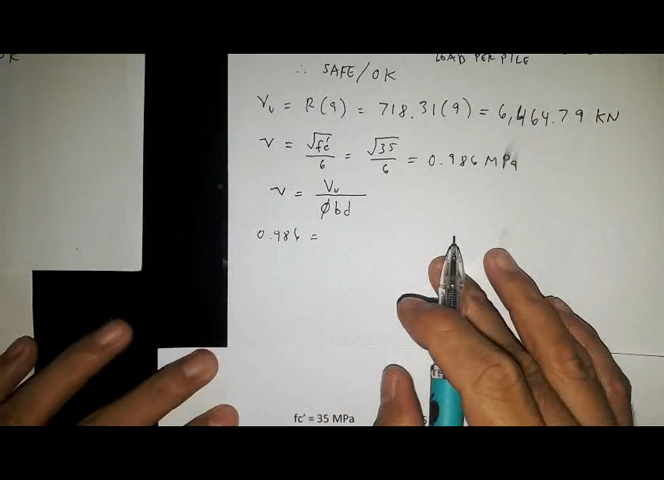 ∴ SAFE/OK
LOAD PER PILE
Vu = R(9) = 718.31(9) = 6,464.79 KN
v = √fc' / 6 = √35 / 6 = 0.986 MPa
v = Vu / φbd
0.986 =
fc' = 35 MPa